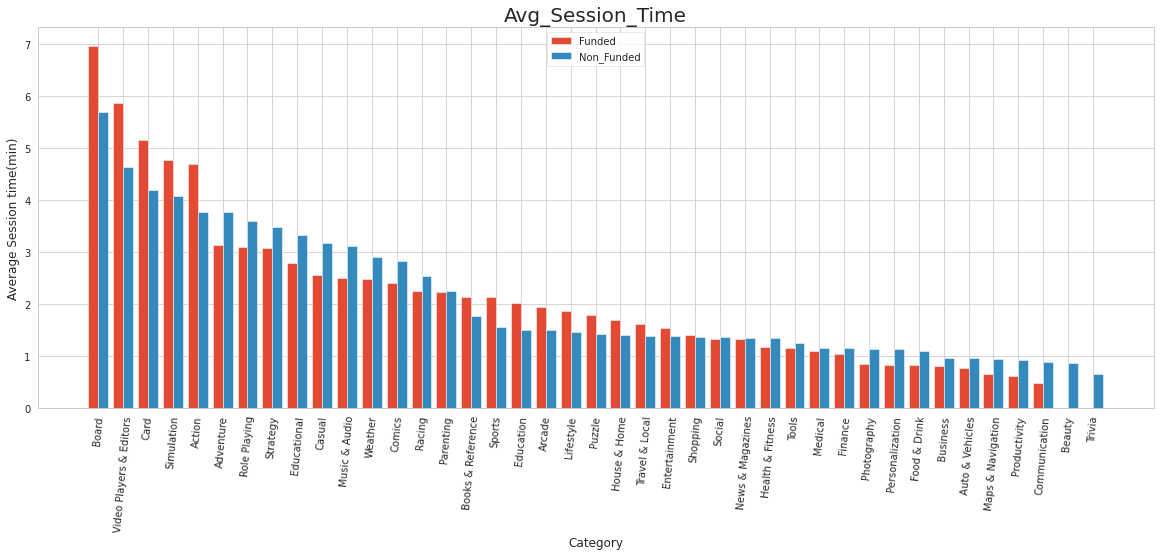 Avg_Session_Time
Funded
Non_Funded
Average Session time(min)
7
6
5
4
3
2
1
0
Board
Video Players & Editors
Card
Simulation
Action
Adventure
Role Playing
Strategy
Educational
Casual
Music & Audio
Weather
Comics
Racing
Parenting
Books & Reference
Sports
Education
Arcade
Lifestyle
Puzzle
House & Home
Travel & Local
Entertainment
Shopping
Social
News & Magazines
Health & Fitness
Tools
Medical
Finance
Photography
Personalization
Food & Drink
Business
Auto & Vehicles
Maps & Navigation
Productivity
Communication
Beauty
Trivia
Category